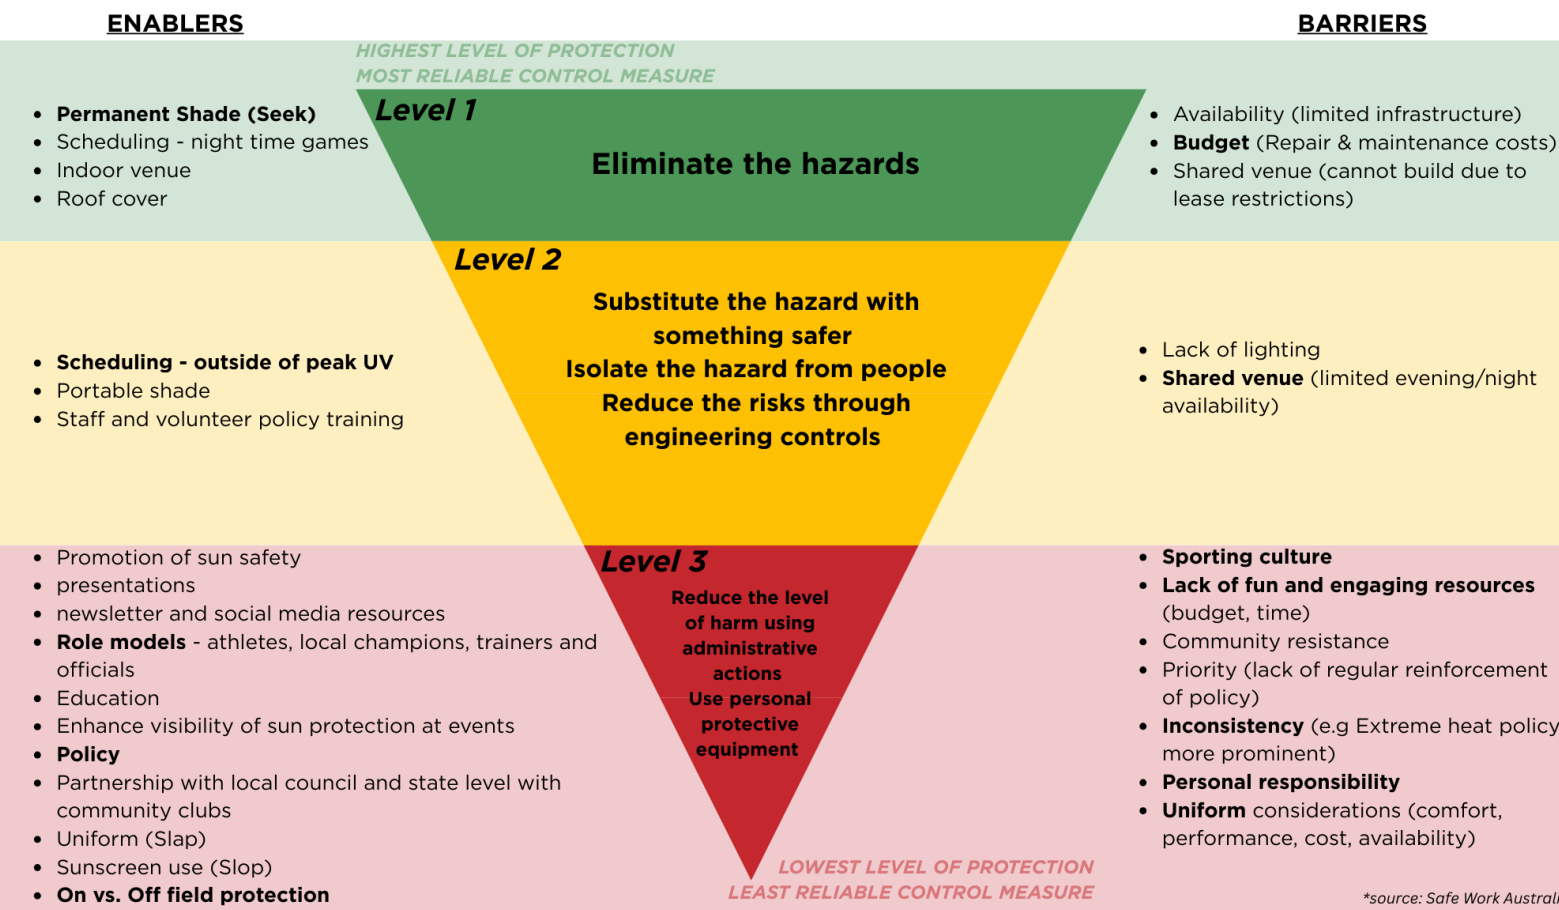 ENABLERS
BARRIERS
HIGHEST LEVEL OF PROTECTION
MOST RELIABLE CONTROL MEASURE
Level 1
Eliminate the hazards
• Permanent Shade (Seek)
• Scheduling - night time games
• Indoor venue
• Roof cover
• Availability (limited infrastructure)
• Budget (Repair & maintenance costs)
• Shared venue (cannot build due to
lease restrictions)
Level 2
Substitute the hazard with
something safer
Isolate the hazard from people
Reduce the risks through
engineering controls
• Scheduling - outside of peak UV
• Portable shade
• Staff and volunteer policy training
• Lack of lighting
• Shared venue (limited evening/night
availability)
Level 3
Reduce the level
of harm using
administrative
actions
Use personal
protective
equipment
• Promotion of sun safety
• presentations
• newsletter and social media resources
• Role models - athletes, local champions, trainers and
officials
• Education
• Enhance visibility of sun protection at events
• Policy
• Partnership with local council and state level with
community clubs
• Uniform (Slap)
• Sunscreen use (Slop)
• On vs. Off field protection
• Sporting culture
• Lack of fun and engaging resources
(budget, time)
• Community resistance
• Priority (lack of regular reinforcement
of policy)
• Inconsistency (e.g Extreme heat policy
more prominent)
• Personal responsibility
• Uniform considerations (comfort,
performance, cost, availability)
LOWEST LEVEL OF PROTECTION
LEAST RELIABLE CONTROL MEASURE
*source: Safe Work Austral